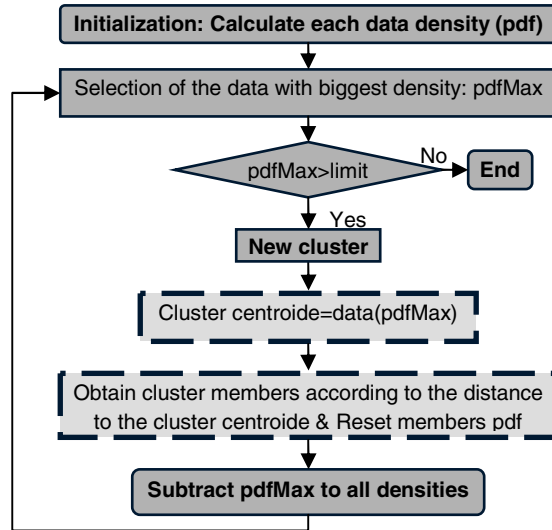 Initialization: Calculate each data density (pdf)
Selection of the data with biggest density: pdfMax
pdfMax>limit
No
End
Yes
New cluster
Cluster centroide=data(pdfMax)
Obtain cluster members according to the distance
to the cluster centroide & Reset members pdf
Subtract pdfMax to all densities